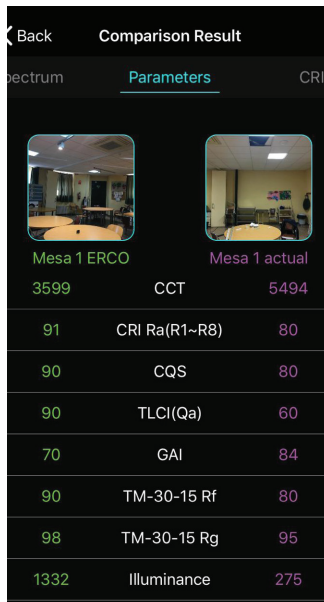 Back Comparison Result
pectrum Parameters CRI
Mesa 1 ERCO Mesa 1 actual
3599 CCT 5494
91 CRI Ra(R1~R8) 80
90 CQS 80
90 TLCI(Qa) 60
70 GAI 84
90 TM-30-15 Rf 80
98 TM-30-15 Rg 95
1332 Illuminance 275